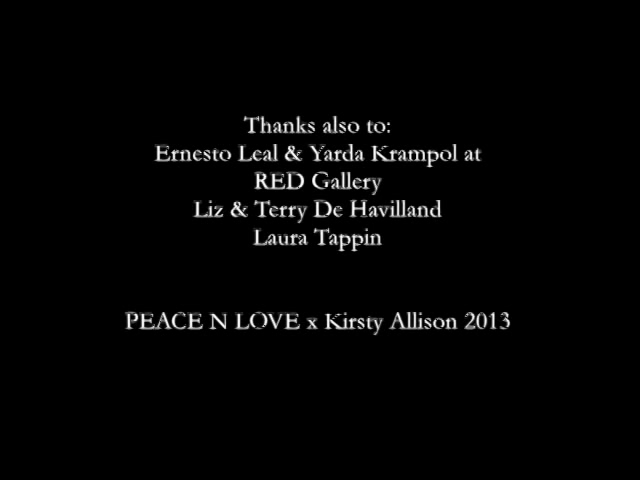 Thanks also to:
Ernesto Leal & Yarda Krampol at
RED Gallery
Liz & Terry De Havilland
Laura Tappin
PEACE N LOVE x Kirsty Allison 2013